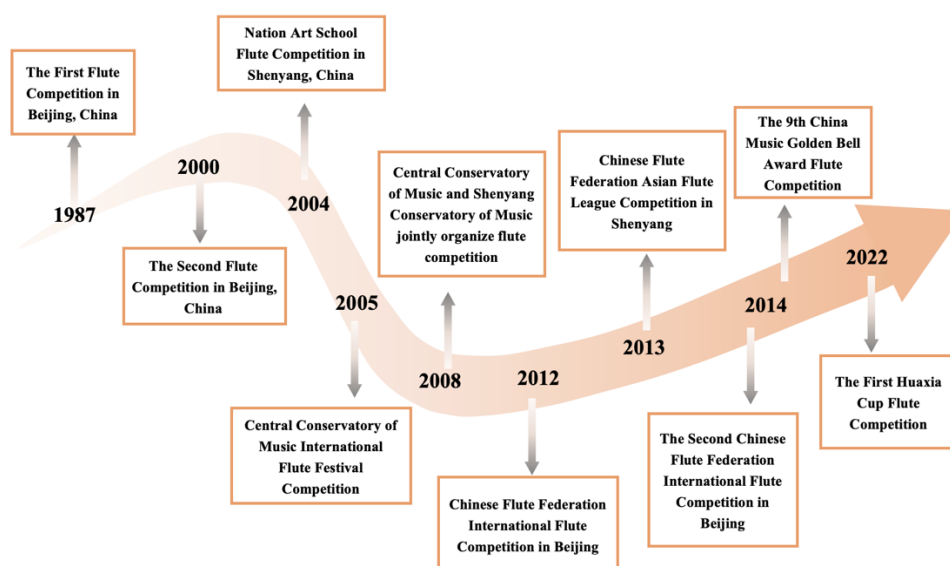 1987
The First Flute
Competition in
Beijing, China
2000
The Second Flute
Competition in Beijing,
China
2004
Nation Art School
Flute Competition in
Shenyang, China
2005
Central Conservatory of
Music International
Flute Festival
Competition
2008
Central Conservatory
of Music and Shenyang
Conservatory of Music
jointly organize flute
competition
2012
Chinese Flute Federation
International Flute
Competition in Beijing
2013
Chinese Flute
Federation Asian Flute
League Competition in
Shenyang
2014
The 9th China
Music Golden Bell
Award Flute
Competition
The Second Chinese
Flute Federation
International Flute
Competition in
Beijing
2022
The First Huaxia
Cup Flute
Competition